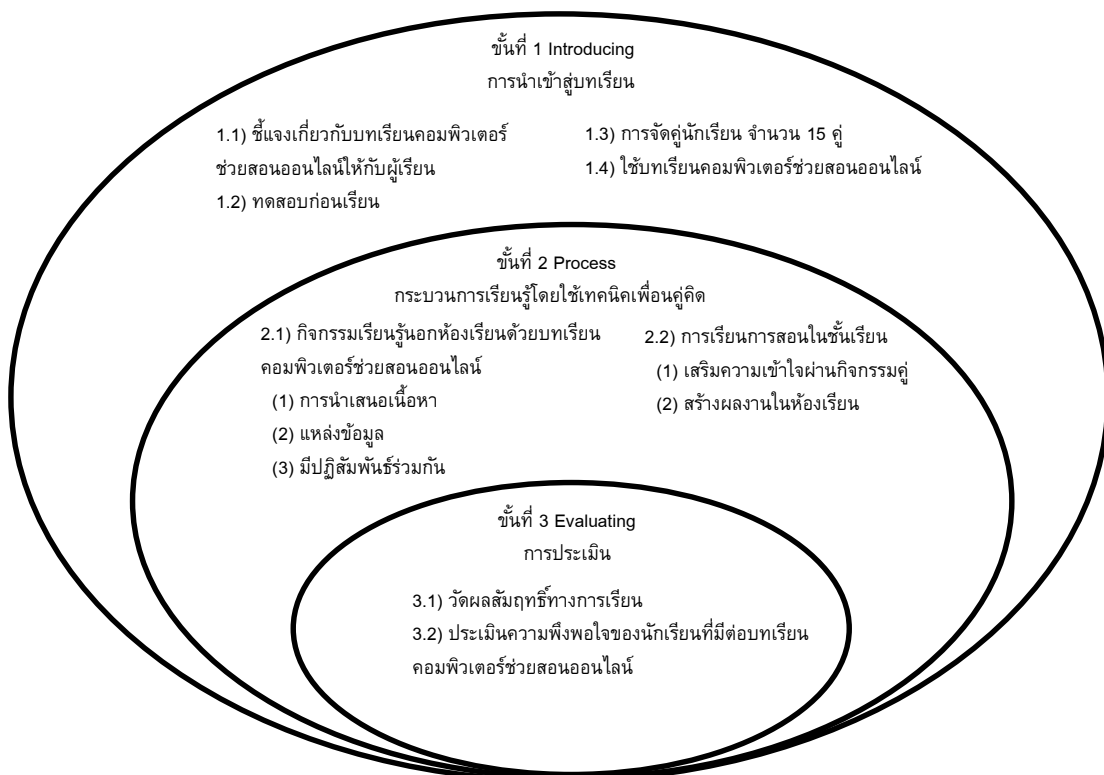 ขั้นที่ 1 Introducing
การนำเข้าสู่บทเรียน
1.1) ชี้แจงเกี่ยวกับบทเรียนคอมพิวเตอร์
ช่วยสอนออนไลน์ให้กับผู้เรียน
1.2) ทดสอบก่อนเรียน
1.3) การจัดคู่นักเรียน จำนวน 15 คู่
1.4) ใช้บทเรียนคอมพิวเตอร์ช่วยสอนออนไลน์
ขั้นที่ 2 Process
กระบวนการเรียนรู้โดยใช้เทคนิคเพื่อนคู่คิด
2.1) กิจกรรมเรียนรู้นอกห้องเรียนด้วยบทเรียน
คอมพิวเตอร์ช่วยสอนออนไลน์
(1) การนำเสนอเนื้อหา
(2) แหล่งข้อมูล
(3) มีปฏิสัมพันธ์ร่วมกัน
2.2) การเรียนการสอนในชั้นเรียน
(1) เสริมความเข้าใจผ่านกิจกรรมคู่
(2) สร้างผลงานในห้องเรียน
ขั้นที่ 3 Evaluating
การประเมิน
3.1) วัดผลสัมฤทธิ์ทางการเรียน
3.2) ประเมินความพึงพอใจของนักเรียนที่มีต่อบทเรียน
คอมพิวเตอร์ช่วยสอนออนไลน์